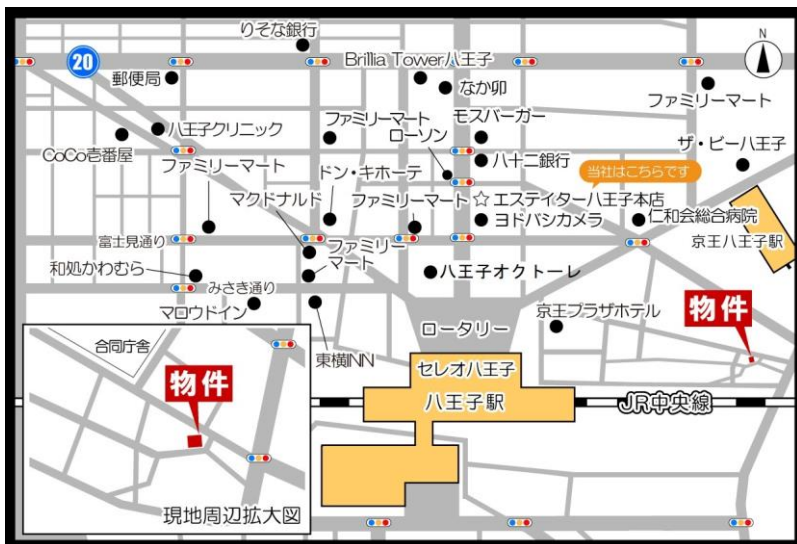 りそな銀行
N
20
Brillia Tower八王子
郵便局
なか卯
ファミリーマート
八王子クリニック
ファミリーマート
モスバーガー
ローソン
ザ・ビー八王子
CoCo壱番屋
八十二銀行
ファミリーマート
ドン・キホーテ
当社はこちらです
マクドナルド
ファミリーマート
☆エステイター八王子本店
ヨドバシカメラ
仁和会総合病院
富士見通り
京王八王子駅
ファミリー
マート
和処かわむら
八王子オクトーレ
みさき通り
マロウドイン
京王プラザホテル
物件
ロータリー
東横INN
セレオ八王子
八王子駅
JR中央線
合同庁舎
物件
現地周辺拡大図